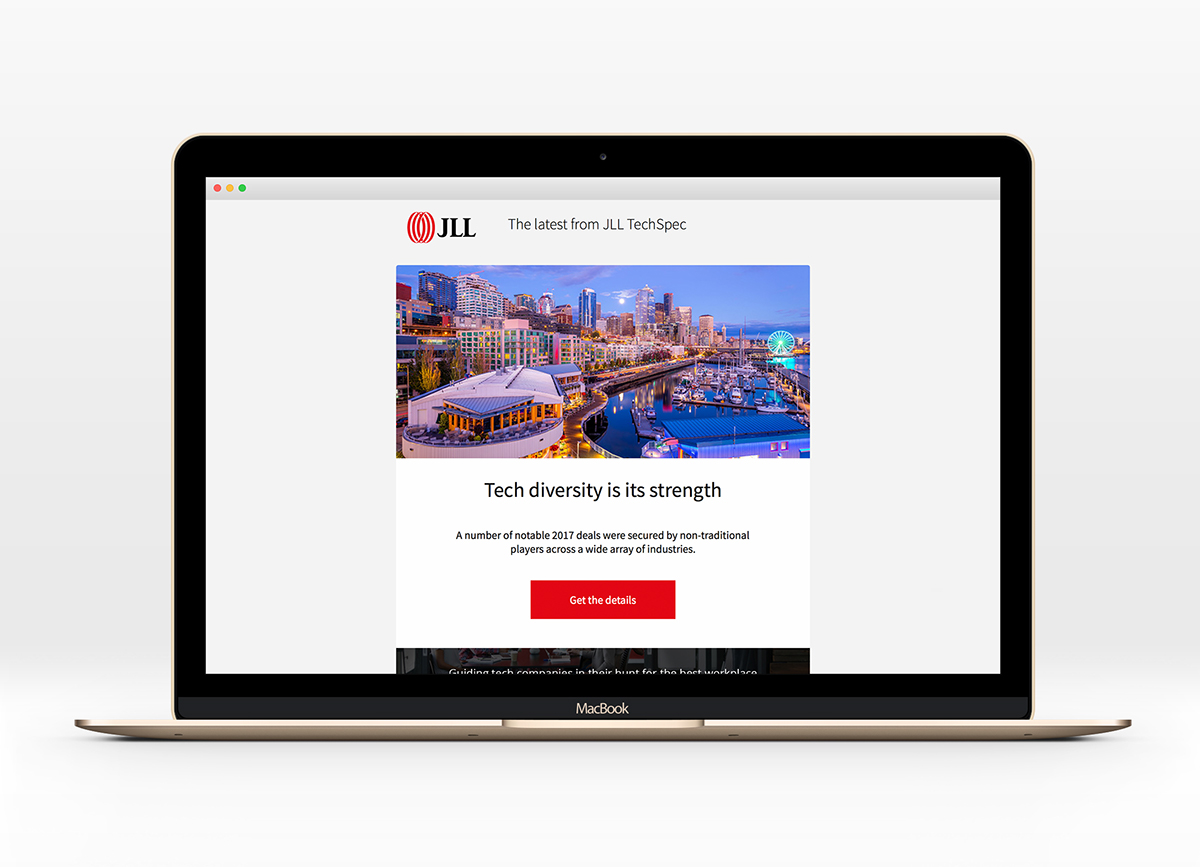 JLL
The latest from JLL TechSpec
Tech diversity is its strength
A number of notable 2017 deals were secured by non-traditional
players across a wide array of industries.
Get the details
Guiding tech companies in their hunt for the best workplace
MacBook